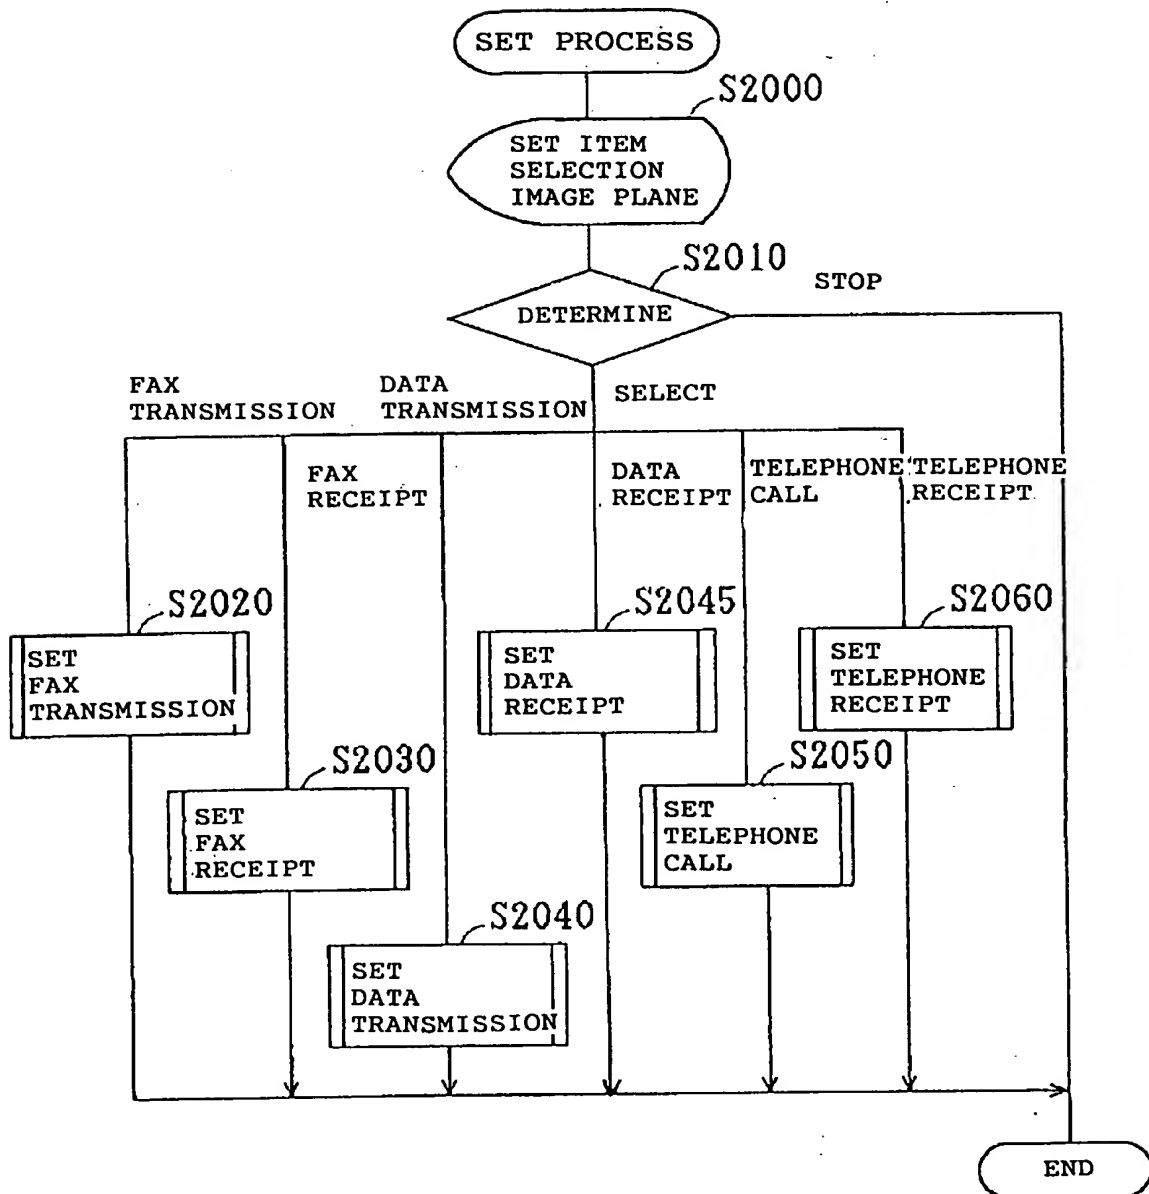 SET PROCESS
S2000
SET ITEM
SELECTION
IMAGE PLANE
S2010
STOP
DETERMINE
SELECT
FAX
TRANSMISSION
DATA
TRANSMISSION
FAX
RECEIPT
DATA
RECEIPT
TELEPHONE
CALL
TELEPHONE
RECEIPT
S2020
SET
FAX
TRANSMISSION
S2045
SET
DATA
RECEIPT
S2060
SET
TELEPHONE
RECEIPT
S2030
SET
FAX
RECEIPT
S2050
SET
TELEPHONE
CALL
S2040
SET
DATA
TRANSMISSION
END